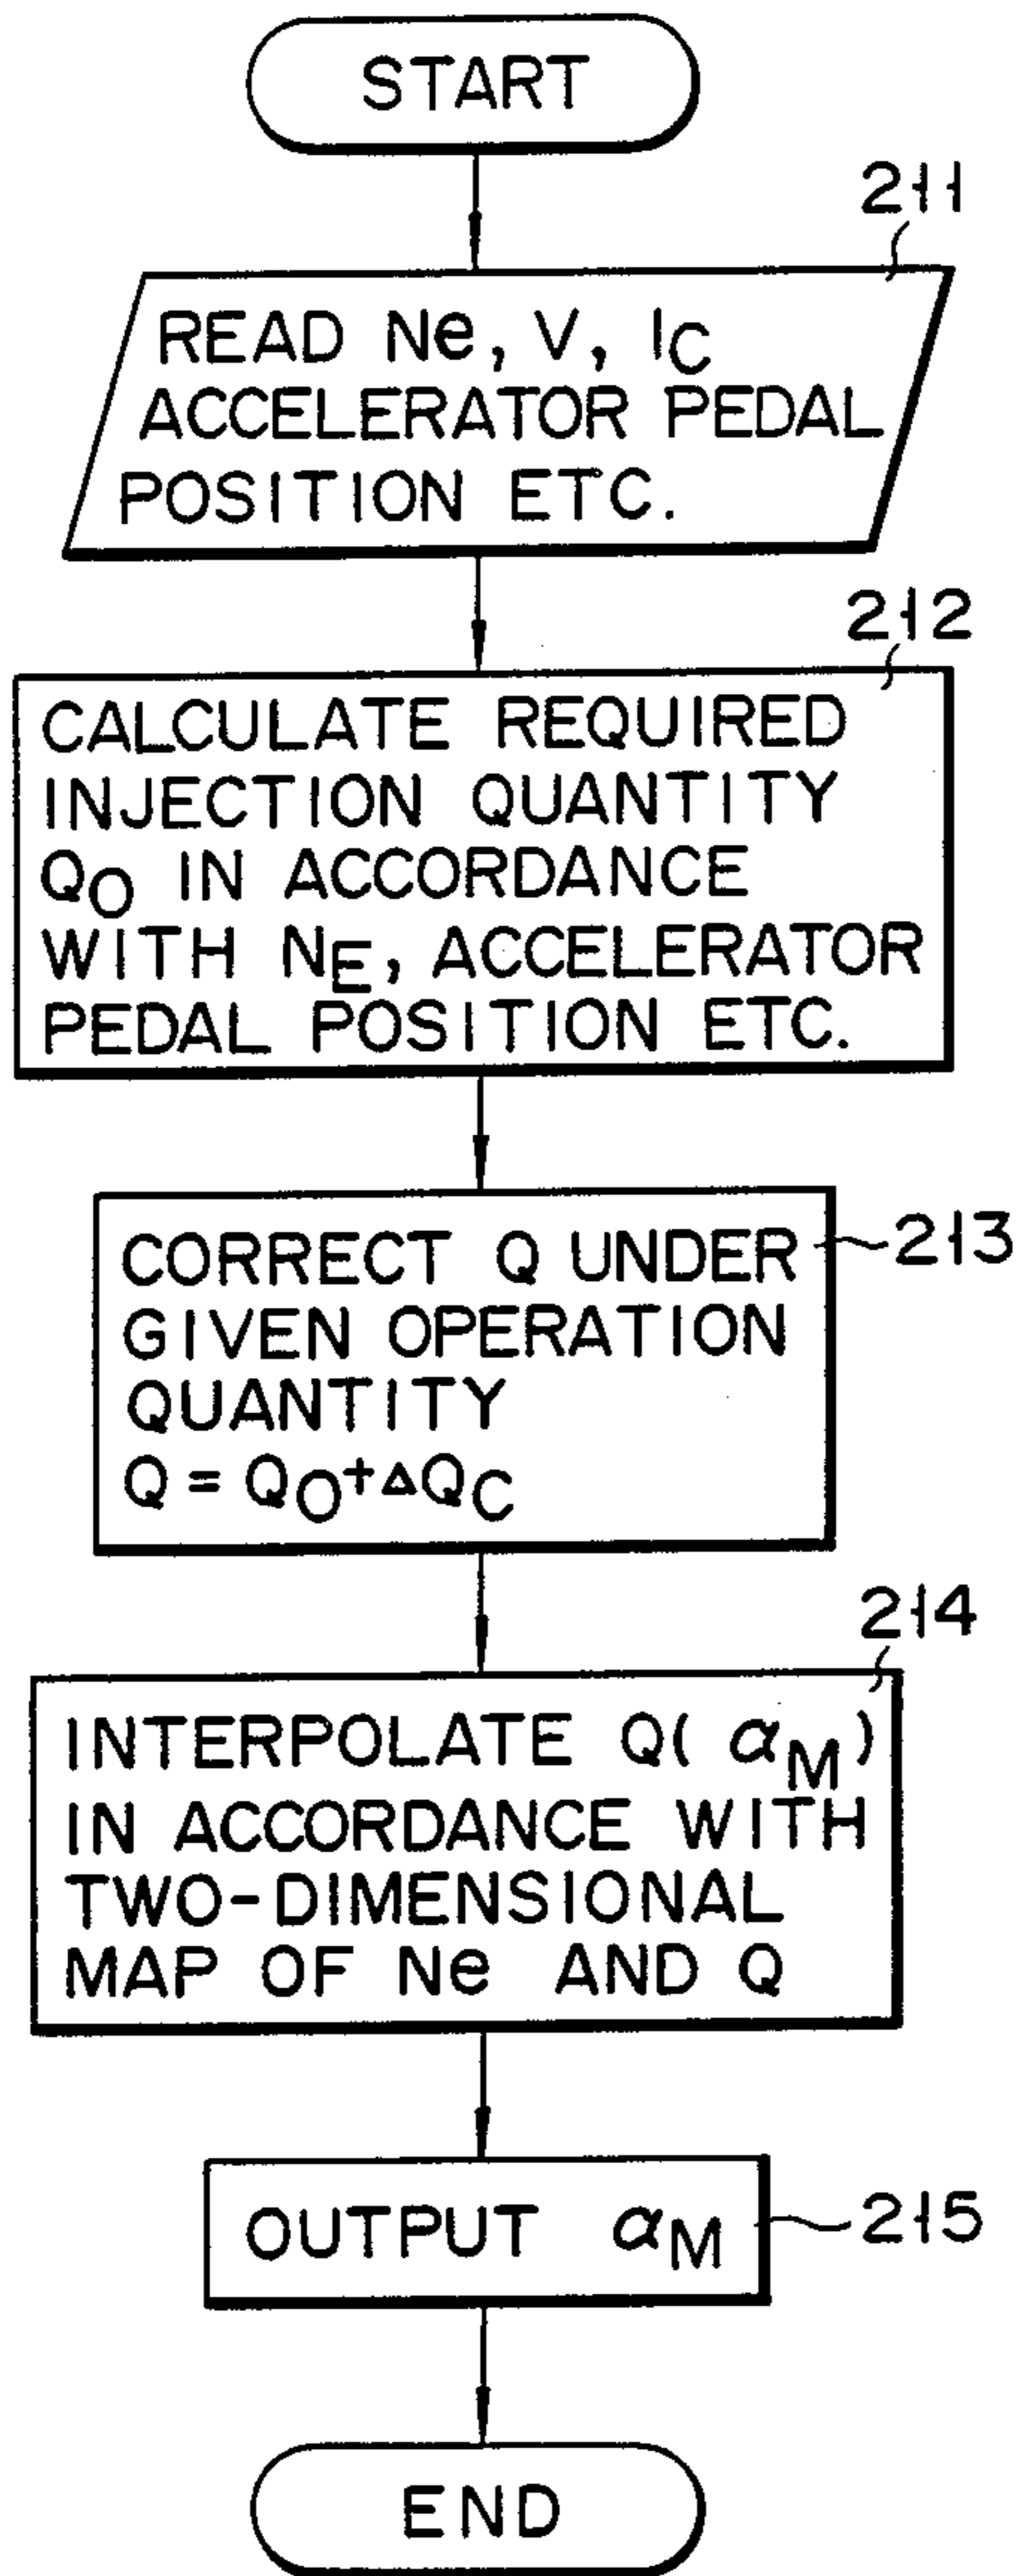 START
211
READ Ne, V, IC
ACCELERATOR PEDAL
POSITION ETC.
212
CALCULATE REQUIRED
INJECTION QUANTITY
QO IN ACCORDANCE
WITH NE, ACCELERATOR
PEDAL POSITION ETC.
CORRECT Q UNDER
GIVEN OPERATION
QUANTITY
Q = QO+ΔQC
213
214
INTERPOLATE Q( αM)
IN ACCORDANCE WITH
TWO-DIMENSIONAL
MAP OF Ne AND Q
OUTPUT αM
215
END